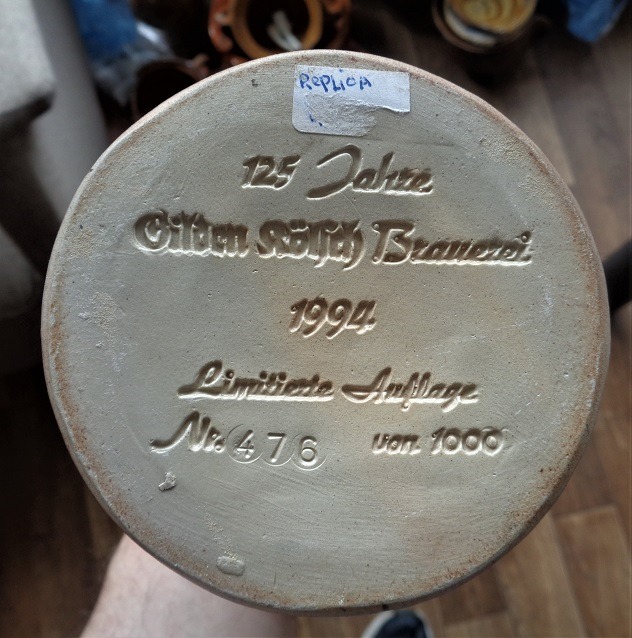 REPLICA
125 Jahre
Gilden Kölsch Brauerei
1994
Limitierte Auflage
Nr. 476 von 1000